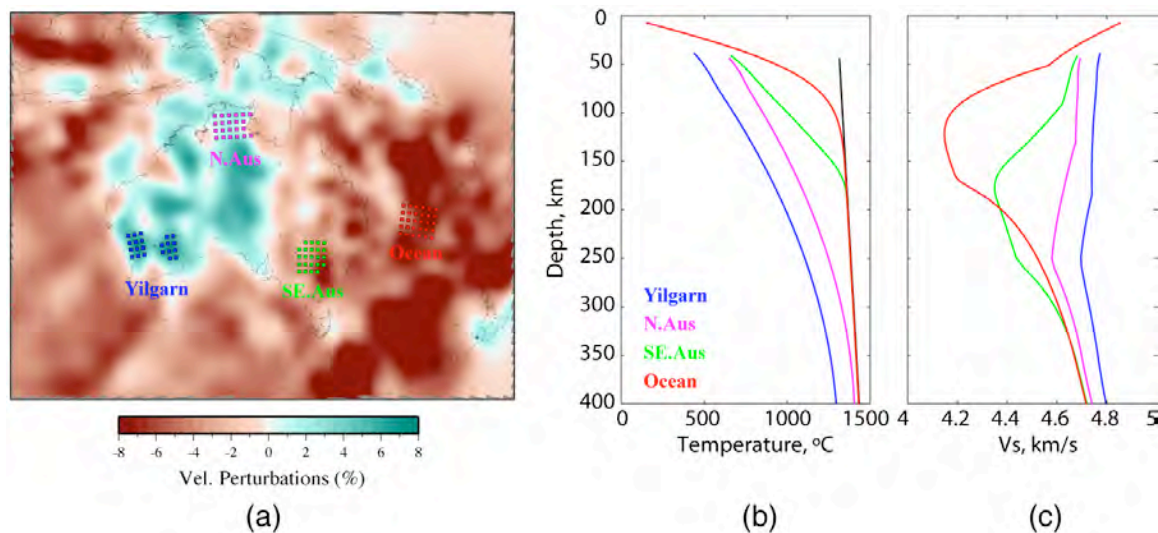 N.Aus
Ocean
Yilgarn
SE.Aus
-8 -6 -4 -2 0 2 4 6 8
Vel. Perturbations (%)
(a)
0
50
100
150
200
250
300
350
400
Depth, km
Yilgarn
N.Aus
SE.Aus
Ocean
0 500 1000 1500
Temperature, ºC
(b)
4 4.2 4.4 4.6 4.8 5
Vs, km/s
(c)